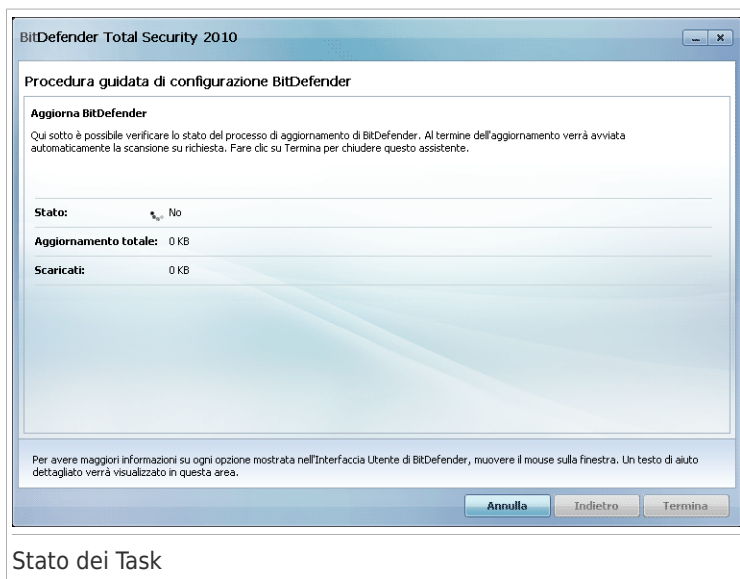 BitDefender Total Security 2010
Procedura guidata di configurazione BitDefender
Aggiorna BitDefender
Qui sotto è possibile verificare lo stato del processo di aggiornamento di BitDefender. Al termine dell'aggiornamento verrà avviata
automaticamente la scansione su richiesta. Fare clic su Termina per chiudere questo assistente.
Stato: No
Aggiornamento totale: 0 KB
Scaricati: 0 KB
Per avere maggiori informazioni su ogni opzione mostrata nell'Interfaccia Utente di BitDefender, muovere il mouse sulla finestra. Un testo di aiuto
dettagliato verrà visualizzato in questa area.
Annulla Indietro Termina
Stato dei Task